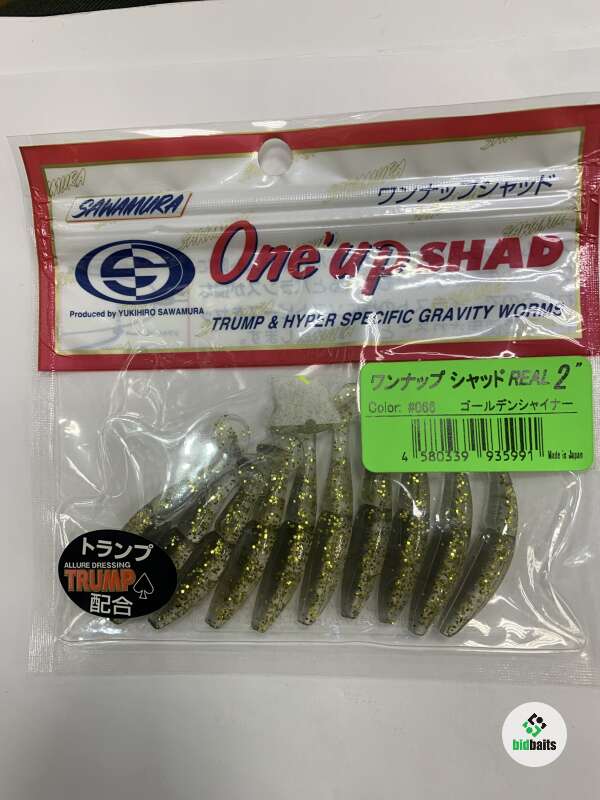 SAWAMURA
ワンナップシャッド
One'up SHAD
Produced by YUKIHIRO SAWAMURA
TRUMP & HYPER SPECIFIC GRAVITY WORMS
ワンナップ シャッド REAL 2"
Color: #066 ゴールデンシャイナー
4 580339 935991
Made in Japan
トランプ
ALLURE DRESSING
TRUMP
配合
bidbaits